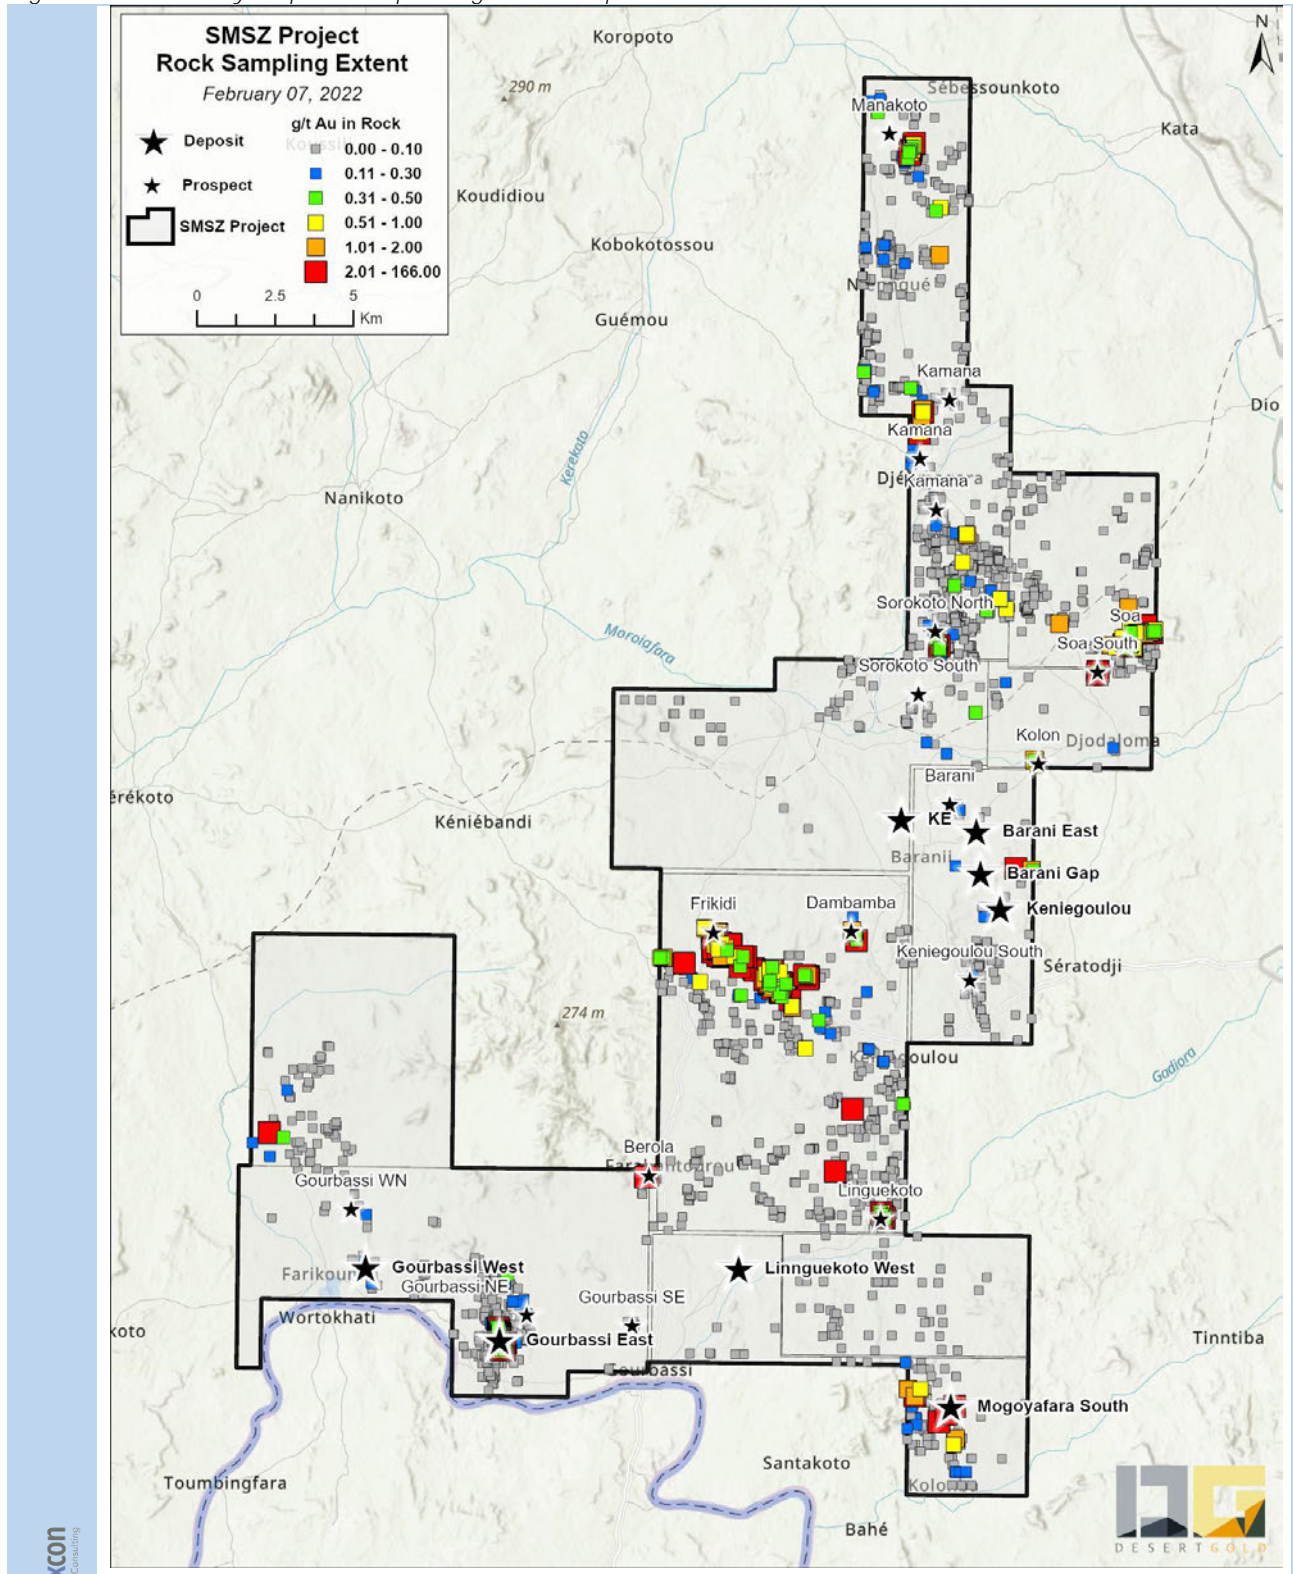 SMSZ Project
Rock Sampling Extent
February 07, 2022
g/t Au in Rock
Deposit
Prospect
SMSZ Project
0.00 - 0.10
0.11 - 0.30
0.31 - 0.50
0.51 - 1.00
1.01 - 2.00
2.01 - 166.00
0 2.5 5
Km
N
Koropoto
290 m
Sébessounkoto
Manakoto
Kata
Koudidiou
Kobokotossou
Guémou
Kamana
Dio
Kamana
Kerekoto
Kamana
Nanikoto
Sorokoto North
Soa
Moroiafara
Soa South
Sorokoto South
Kolon
Djodaloma
Barani
érékoto
Kéniébandi
KE
Barani East
Baranii
Barani Gap
Frikidi
Dambamba
Keniegoulou
Keniegoulou South
Sératodji
274 m
Gadiora
Berola
Gourbassi WN
Linguekoto
Gourbassi West
Linnguekoto West
Gourbassi NE
Gourbassi SE
Wortokhati
koto
Gourbassi East
Tinntiba
Gourbassi
Mogoyafara South
Santakoto
Toumbingfara
Bahé
DESERTGOLD
xcon
Consulting